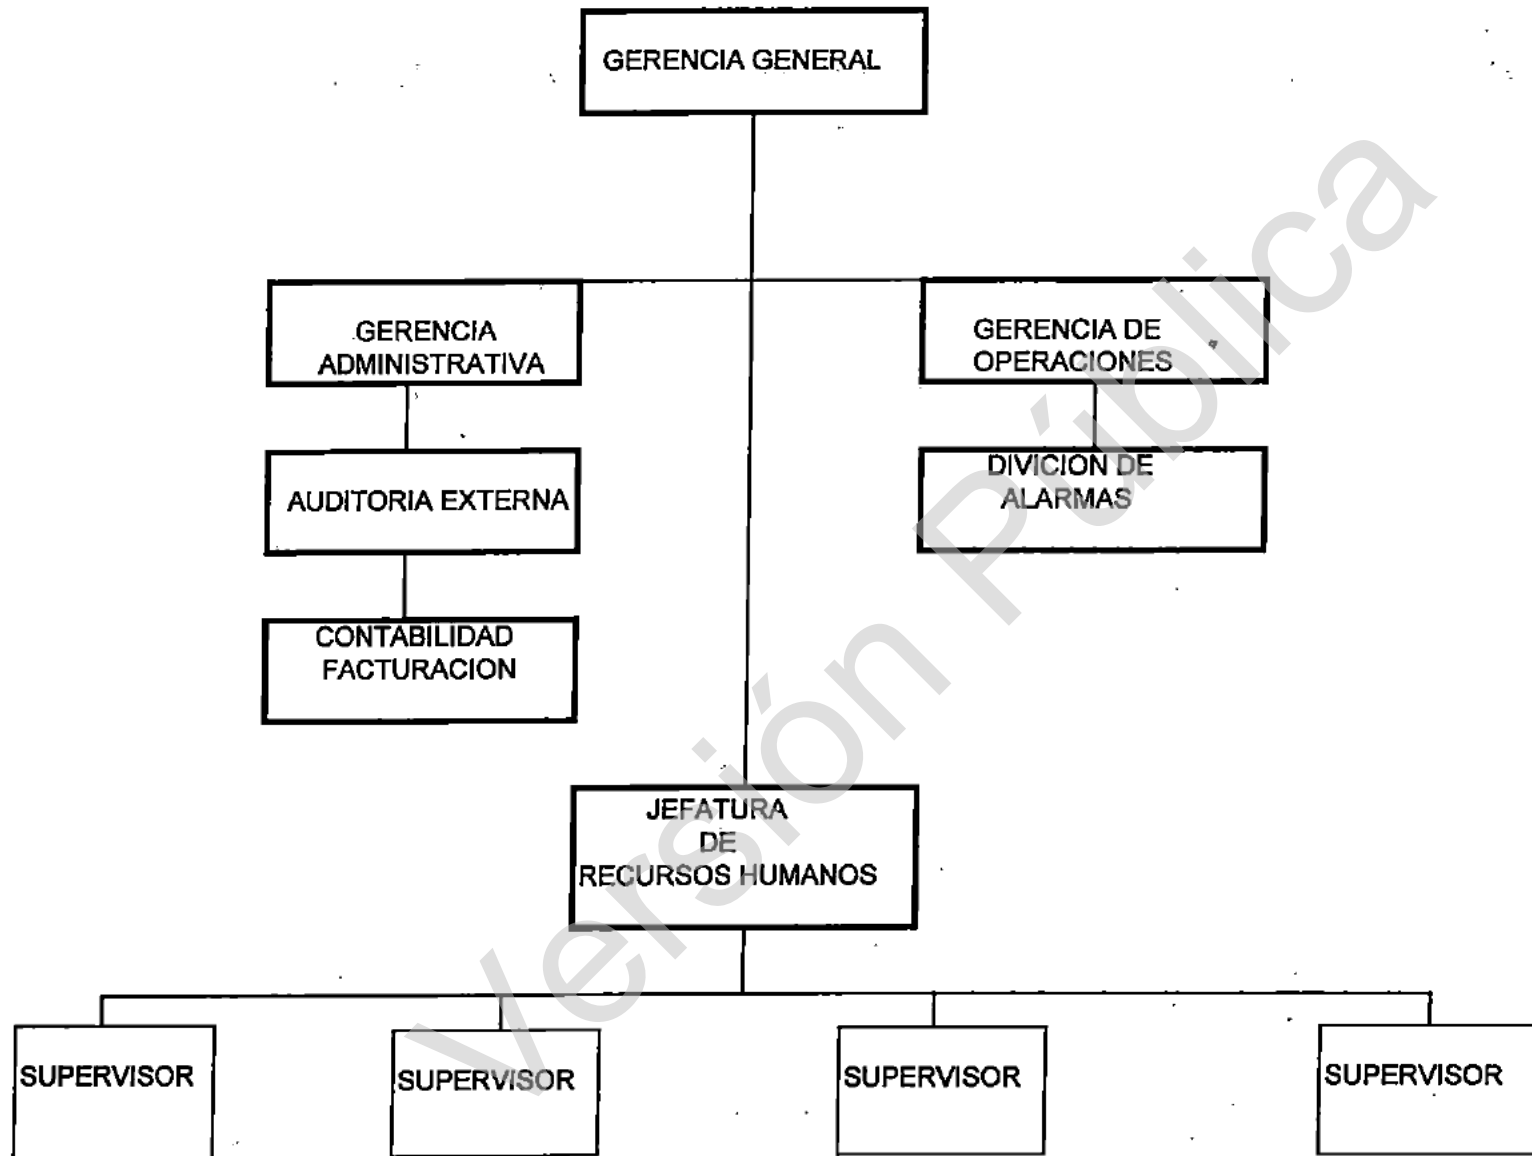 GERENCIA GENERAL
GERENCIA
ADMINISTRATIVA
GERENCIA DE
OPERACIONES
AUDITORIA EXTERNA
DIVICION DE
ALARMAS
CONTABILIDAD
FACTURACION
JEFATURA
DE
RECURSOS HUMANOS
SUPERVISOR
SUPERVISOR
SUPERVISOR
SUPERVISOR
Versión Pública